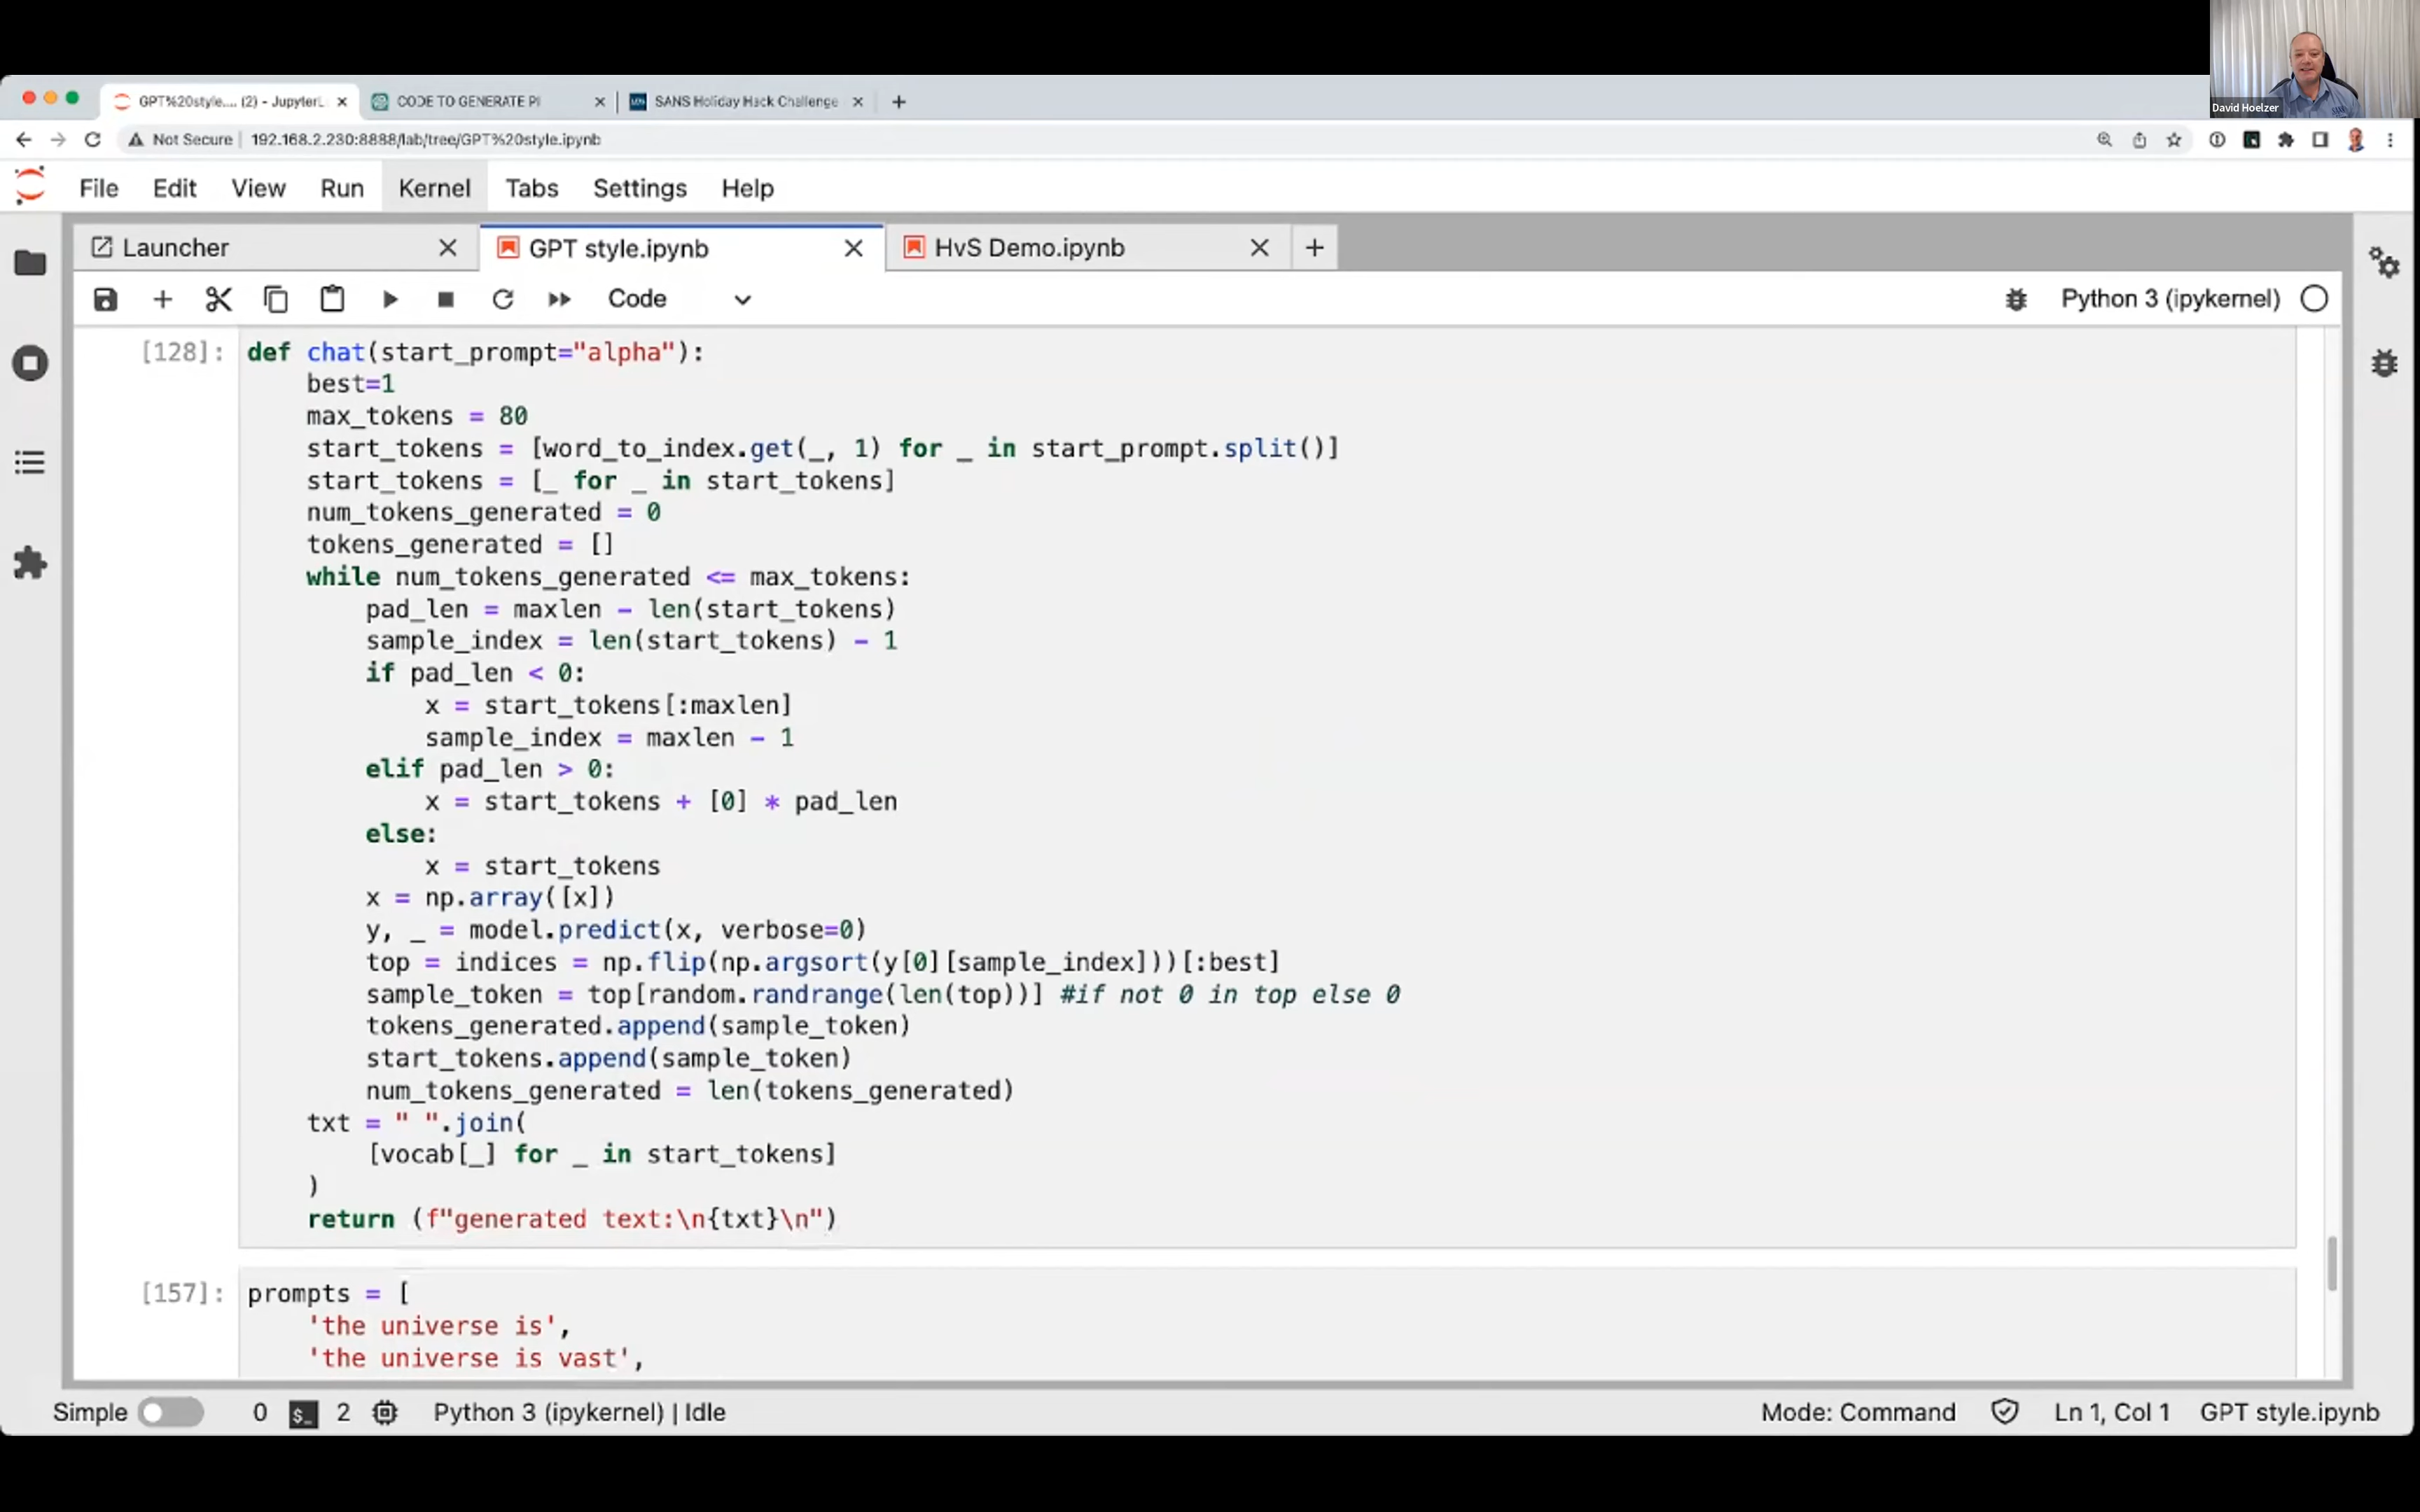 David Hoelzer
GPT%20style.... (2) - JupyterL
CODE TO GENERATE PI
SANS Holiday Hack Challenge
Not Secure | 192.168.2.230:8888/lab/tree/GPT%20style.ipynb
File Edit View Run Kernel Tabs Settings Help
Launcher
GPT style.ipynb
HvS Demo.ipynb
Code
Python 3 (ipykernel)
[128]: def chat(start_prompt="alpha"):
    best=1
    max_tokens = 80
    start_tokens = [word_to_index.get(_, 1) for _ in start_prompt.split()]
    start_tokens = [_ for _ in start_tokens]
    num_tokens_generated = 0
    tokens_generated = []
    while num_tokens_generated <= max_tokens:
        pad_len = maxlen - len(start_tokens)
        sample_index = len(start_tokens) - 1
        if pad_len < 0:
            x = start_tokens[:maxlen]
            sample_index = maxlen - 1
        elif pad_len > 0:
            x = start_tokens + [0] * pad_len
        else:
            x = start_tokens
        x = np.array([x])
        y, _ = model.predict(x, verbose=0)
        top = indices = np.flip(np.argsort(y[0][sample_index]))[:best]
        sample_token = top[random.randrange(len(top))] #if not 0 in top else 0
        tokens_generated.append(sample_token)
        start_tokens.append(sample_token)
        num_tokens_generated = len(tokens_generated)
    txt = " ".join(
        [vocab[_] for _ in start_tokens]
    )
    return (f"generated text:\n{txt}\n")
[157]: prompts = [
    'the universe is',
    'the universe is vast',
Simple 0 $_ 2 Python 3 (ipykernel) | Idle Mode: Command Ln 1, Col 1 GPT style.ipynb